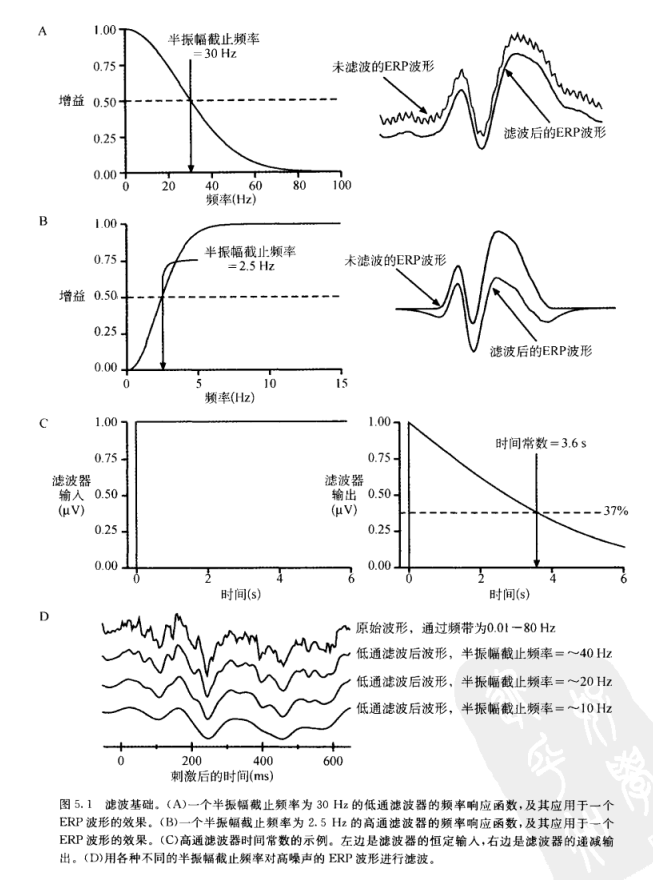 A
1.00
0.75
增益 0.50
0.25
0.00
0 20 40 60 80 100
频率(Hz)
半振幅截止频率
=30 Hz
未滤波的ERP波形
滤波后的ERP波形
B
1.00
0.75
增益 0.50
0.25
0.00
0 5 10 15
频率(Hz)
半振幅截止频率
=2.5 Hz
未滤波的ERP波形
滤波后的ERP波形
C
1.00
0.75
滤波器
输入 0.50
(μV)
0.25
0.00
0 2 4 6
时间(s)
1.00
0.75
滤波器
输出 0.50
(μV)
0.25
0.00
0 2 4 6
时间(s)
时间常数=3.6 s
37%
D
原始波形，通过频带为0.01－80 Hz
低通滤波后波形，半振幅截止频率=～40 Hz
低通滤波后波形，半振幅截止频率=～20 Hz
低通滤波后波形，半振幅截止频率=～10 Hz
0 200 400 600
刺激后的时间(ms)
图 5.1 滤波基础。(A)一个半振幅截止频率为 30 Hz 的低通滤波器的频率响应函数,及其应用于一个
ERP 波形的效果。(B)一个半振幅截止频率为 2.5 Hz 的高通滤波器的频率响应函数,及其应用于一个
ERP 波形的效果。(C)高通滤波器时间常数的示例。左边是滤波器的恒定输入,右边是滤波器的递减输
出。(D)用各种不同的半振幅截止频率对高噪声的 ERP 波形进行滤波。